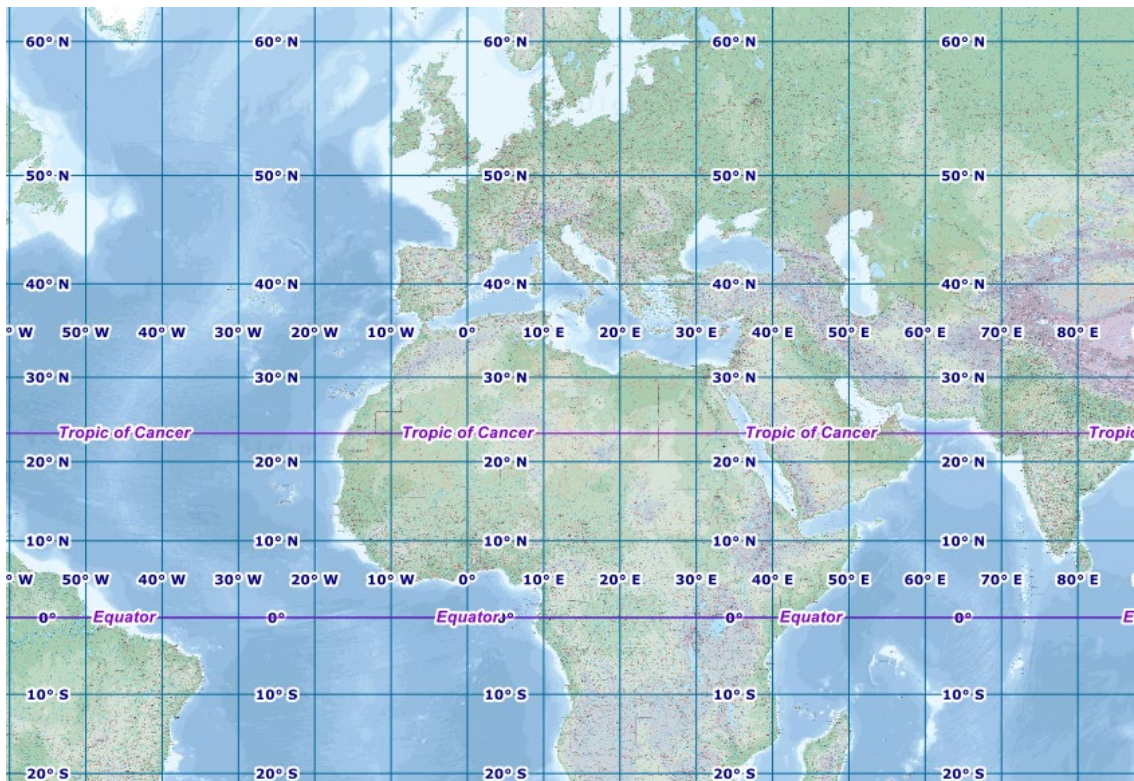 60° N 60° N 60° N 60° N 60° N
50° N 50° N 50° N 50° N 50° N
40° N 40° N 40° N 40° N 40° N
° W 50° W 40° W 30° W 20° W 10° W 0° 10° E 20° E 30° E 40° E 50° E 60° E 70° E 80° E
30° N 30° N 30° N 30° N 30° N
Tropic of Cancer Tropic of Cancer Tropic of Cancer Tropic
20° N 20° N 20° N 20° N 20° N
10° N 10° N 10° N 10° N 10° N
° W 50° W 40° W 30° W 20° W 10° W 0° 10° E 20° E 30° E 40° E 50° E 60° E 70° E 80° E
0° Equator 0° Equator 0° 0° Equator 0° E
10° S 10° S 10° S 10° S 10° S
20° S 20° S 20° S 20° S 20° S